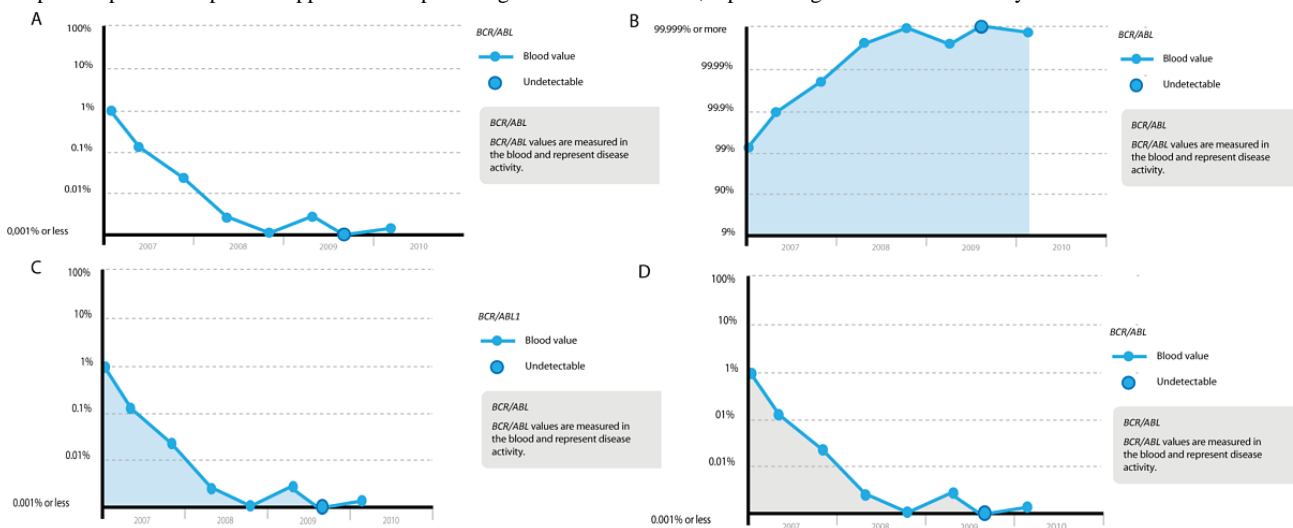 A
100%
10%
1%
0.1%
0.01%
0,001% or less
2007
2008
2009
2010
BCR/ABL
Blood value
Undetectable
BCR/ABL
BCR/ABL values are measured in
the blood and represent disease
activity.
B
99.999% or more
99.99%
99.9%
99%
90%
9%
2007
2008
2009
2010
BCR/ABL
Blood value
Undetectable
BCR/ABL
BCR/ABL values are measured in
the blood and represent disease
activity.
C
100%
10%
1%
0.1%
0.01%
0.001% or less
2007
2008
2009
2010
BCR/ABL1
Blood value
Undetectable
BCR/ABL
BCR/ABL values are measured in
the blood and represent disease
activity.
D
100%
10%
1%
01%
0.01%
0.001% or less
2007
2008
2009
2010
BCR/ABL
Blood value
Undetectable
BCR/ABL
BCR/ABL values are measured in
the blood and represent disease
activity.